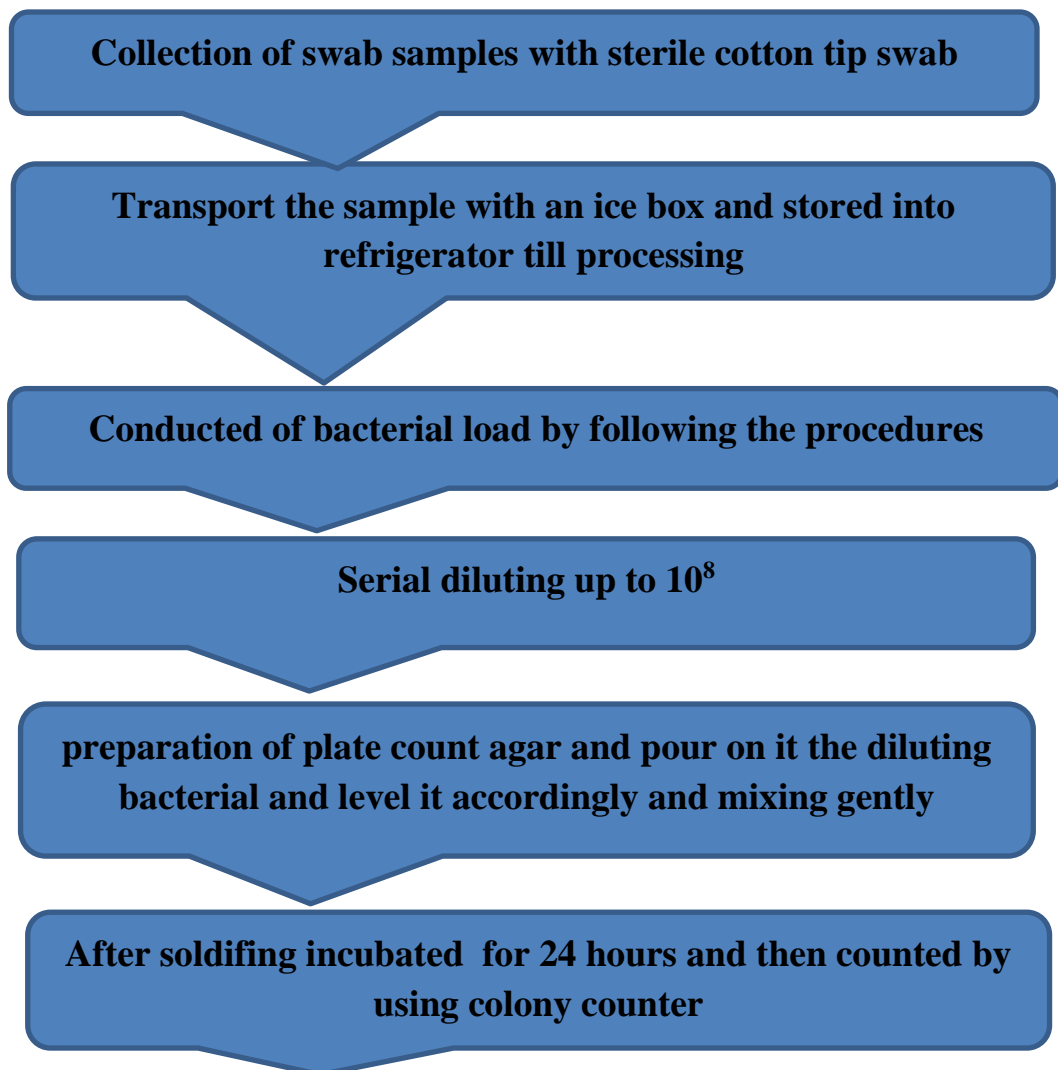 Collection of swab samples with sterile cotton tip swab
Transport the sample with an ice box and stored into
refrigerator till processing
Conducted of bacterial load by following the procedures
Serial diluting up to 10⁸
preparation of plate count agar and pour on it the diluting
bacterial and level it accordingly and mixing gently
After soldifing incubated  for 24 hours and then counted by
using colony counter